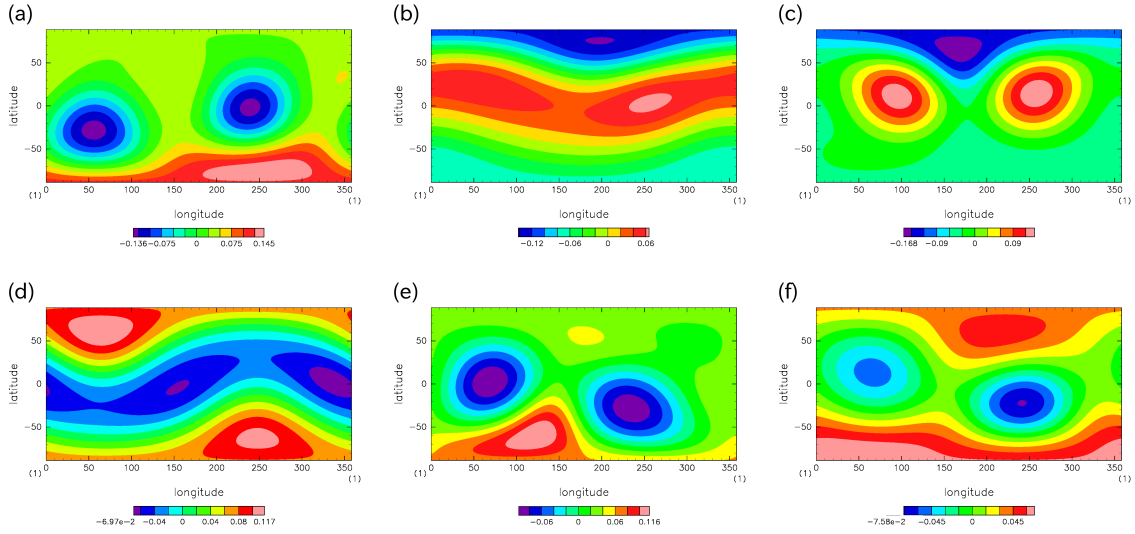 (a)
50
0
−50
latitude
(1)
0 50 100 150 200 250 300 350
(1)
longitude
−0.136 −0.075 0 0.075 0.145
(b)
50
0
−50
latitude
(1)
0 50 100 150 200 250 300 350
(1)
longitude
−0.12 −0.06 0 0.06
(c)
50
0
−50
latitude
(1)
0 50 100 150 200 250 300 350
(1)
longitude
−0.168 −0.09 0 0.09
(d)
50
0
−50
latitude
(1)
0 50 100 150 200 250 300 350
(1)
longitude
−6.97e−2 −0.04 0 0.04 0.08 0.117
(e)
50
0
−50
latitude
(1)
0 50 100 150 200 250 300 350
(1)
longitude
−0.06 0 0.06 0.116
(f)
50
0
−50
latitude
(1)
0 50 100 150 200 250 300 350
(1)
longitude
−7.58e−2 −0.045 0 0.045